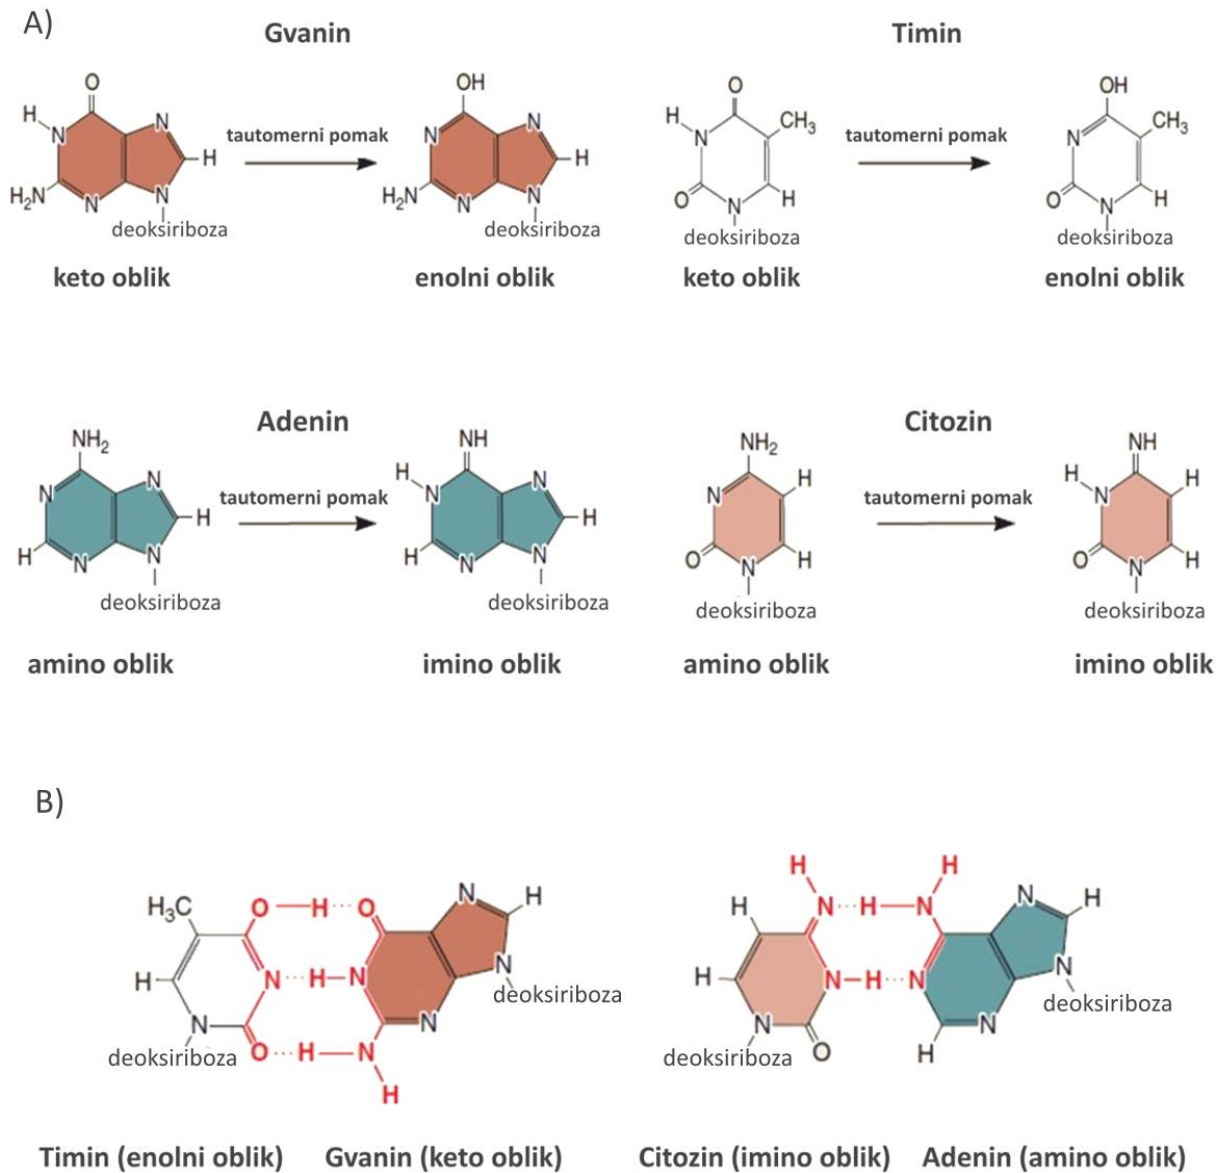 A)
Gvanin
Timin
O
OH
O
OH
H
N
N
N
N
H
N
CH3
N
CH3
tautomerni pomak
tautomerni pomak
H
H
H2N
N
N
H2N
N
N
O
N
H
O
N
H
deoksiriboza
deoksiriboza
deoksiriboza
deoksiriboza
keto oblik
enolni oblik
keto oblik
enolni oblik
Adenin
Citozin
NH2
NH
NH2
NH
N
N
H
N
N
N
H
H
N
H
tautomerni pomak
tautomerni pomak
H
H
H
N
N
H
N
N
O
N
H
O
N
H
deoksiriboza
deoksiriboza
deoksiriboza
deoksiriboza
amino oblik
imino oblik
amino oblik
imino oblik
B)
H
H
H3C
O
H
O
N
H
H
N
H
N
N
H
H
N
H
N
N
H
N
H
N
N
deoksiriboza
deoksiriboza
N
N
N
N
deoksiriboza
O
H
N
deoksiriboza
O
H
H
Timin (enolni oblik)
Gvanin (keto oblik)
Citozin (imino oblik)
Adenin (amino oblik)